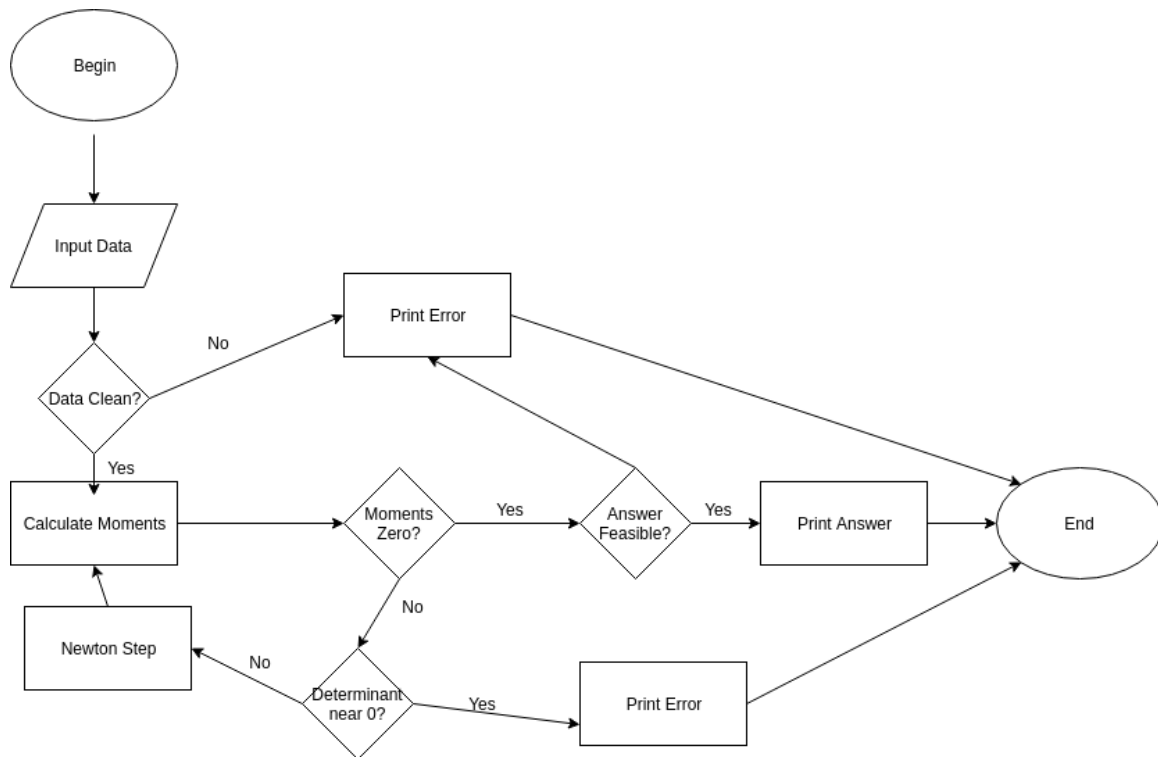 Begin
Input Data
Print Error
No
Data Clean?
Yes
Calculate Moments
Moments
Zero?
Yes
Answer
Feasible?
Yes
Print Answer
End
No
Newton Step
No
Determinant
near 0?
Yes
Print Error